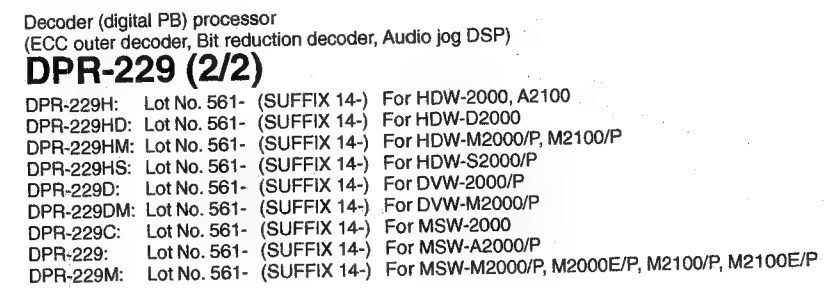 Decoder (digital PB) processor
(ECC outer decoder, Bit reduction decoder, Audio jog DSP)
DPR-229 (2/2)
DPR-229H: Lot No. 561- (SUFFIX 14-) For HDW-2000, A2100
DPR-229HD: Lot No. 561- (SUFFIX 14-) For HDW-D2000
DPR-229HM: Lot No. 561- (SUFFIX 14-) For HDW-M2000/P, M2100/P
DPR-229HS: Lot No. 561- (SUFFIX 14-) For HDW-S2000/P
DPR-229D: Lot No. 561- (SUFFIX 14-) For DVW-2000/P
DPR-229DM: Lot No. 561- (SUFFIX 14-) For DVW-M2000/P
DPR-229C: Lot No. 561- (SUFFIX 14-) For MSW-2000
DPR-229: Lot No. 561- (SUFFIX 14-) For MSW-A2000/P
DPR-229M: Lot No. 561- (SUFFIX 14-) For MSW-M2000/P, M2000E/P, M2100/P, M2100E/P